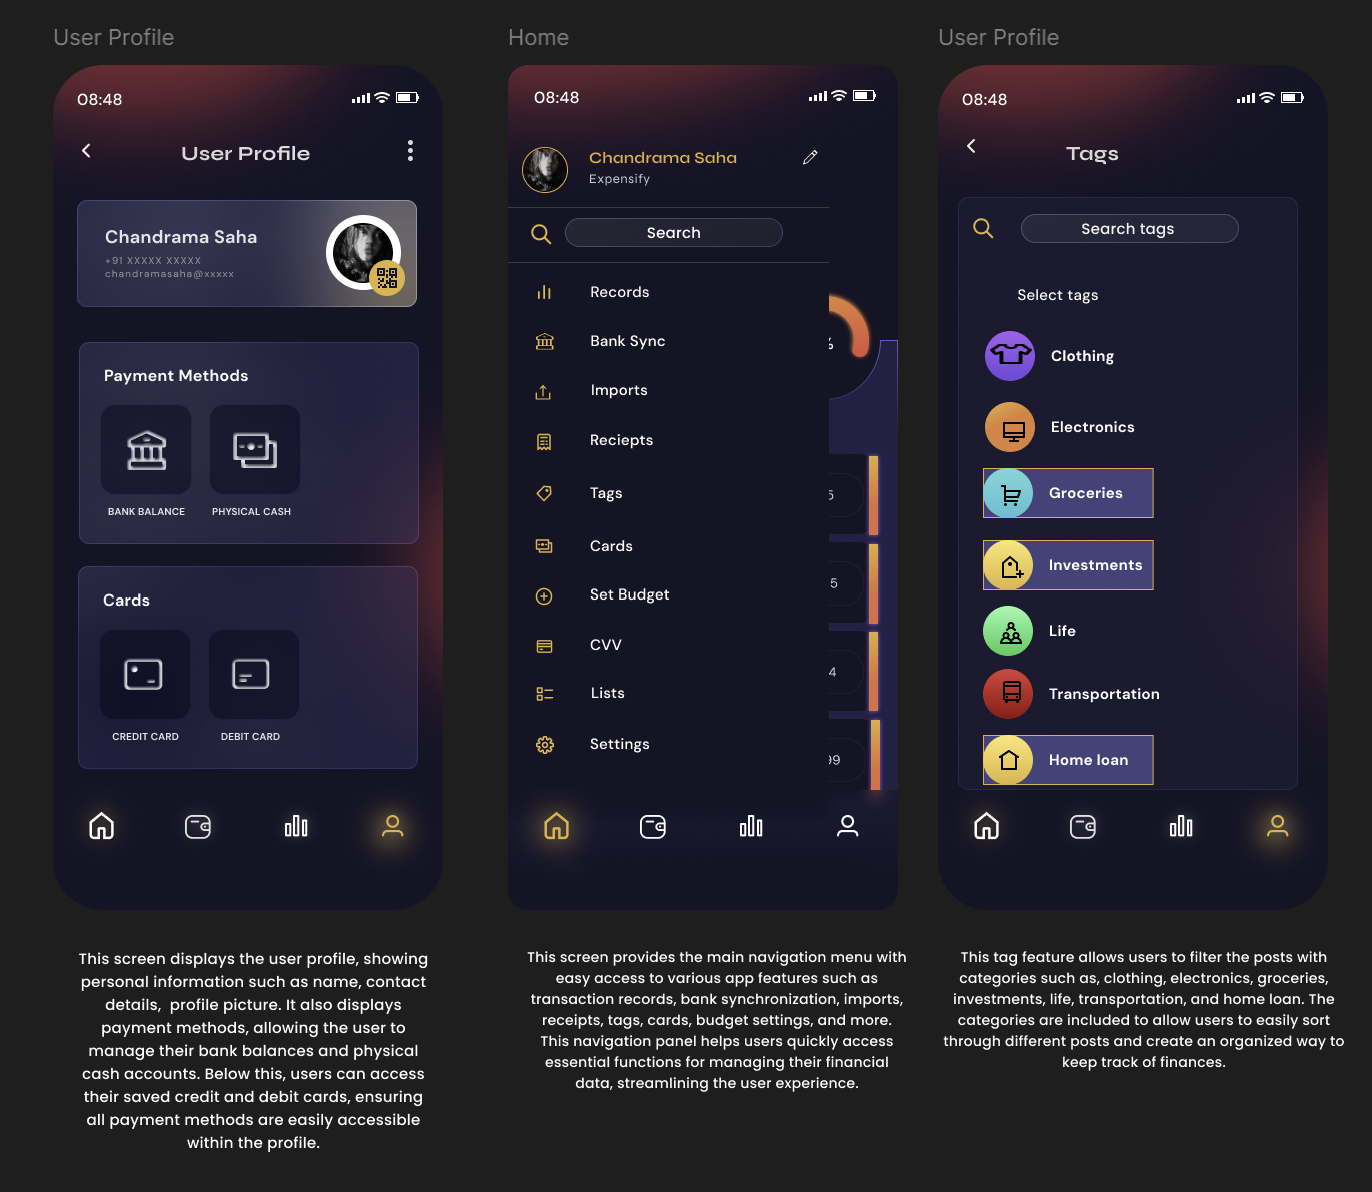 User Profile
08:48
User Profile
Chandrama Saha
+91 XXXXX XXXXX
chandramasaha@xxxxx
Payment Methods
BANK BALANCE
PHYSICAL CASH
Cards
CREDIT CARD
DEBIT CARD
This screen displays the user profile, showing
personal information such as name, contact
details,  profile picture. It also displays
payment methods, allowing the user to
manage their bank balances and physical
cash accounts. Below this, users can access
their saved credit and debit cards, ensuring
all payment methods are easily accessible
within the profile.
Home
08:48
Chandrama Saha
Expensify
Search
Records
Bank Sync
Imports
Reciepts
Tags
Cards
Set Budget
CVV
Lists
Settings
%
5
5
4
99
This screen provides the main navigation menu with
easy access to various app features such as
transaction records, bank synchronization, imports,
receipts, tags, cards, budget settings, and more.
This navigation panel helps users quickly access
essential functions for managing their financial
data, streamlining the user experience.
User Profile
08:48
Tags
Search tags
Select tags
Clothing
Electronics
Groceries
Investments
Life
Transportation
Home loan
This tag feature allows users to filter the posts with
categories such as, clothing, electronics, groceries,
investments, life, transportation, and home loan. The
categories are included to allow users to easily sort
through different posts and create an organized way to
keep track of finances.